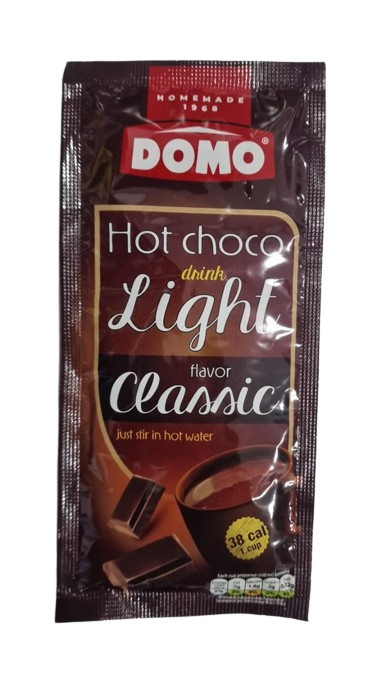 HOMEMADE
1968
DOMO®
Hot choco
drink
Light
flavor
Classic
just stir in hot water
38 cal
1 cup